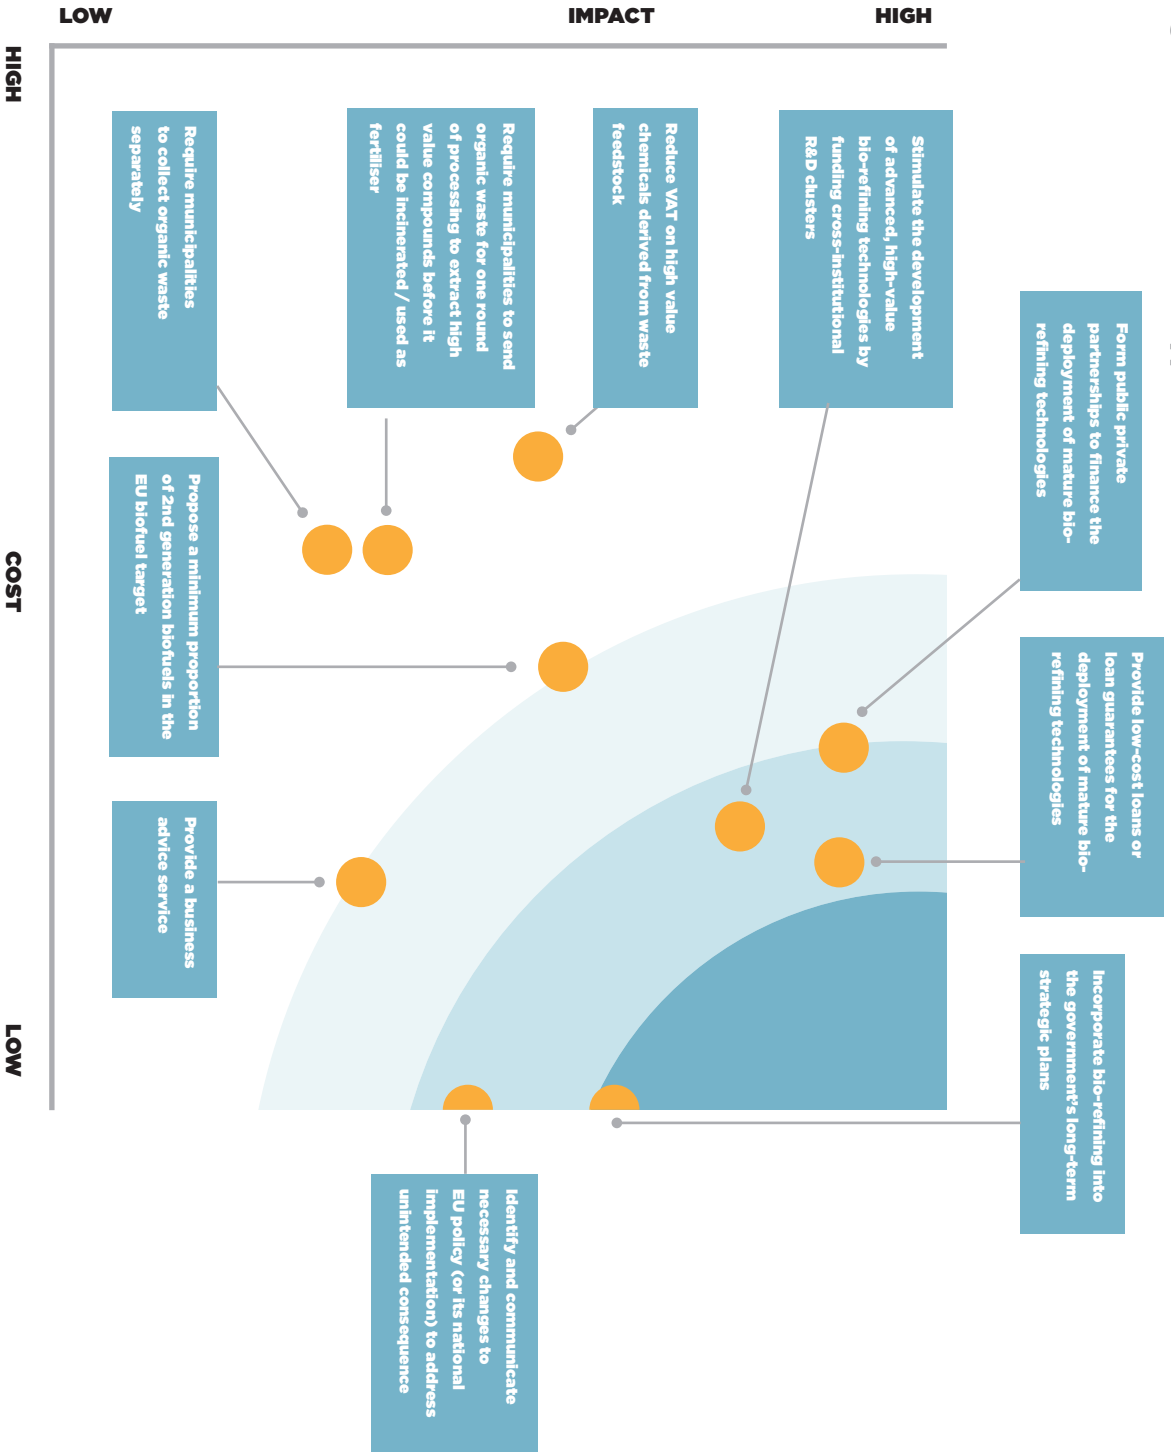 LOW
IMPACT
HIGH
HIGH
COST
LOW
Require municipalities
to collect organic waste
separately
Require municipalities to send
organic waste for one round
of processing to extract high
value compounds before it
could be incinerated / used as
fertiliser
Reduce VAT on high value
chemicals derived from waste
feedstock
Stimulate the development
of advanced, high-value
bio-refining technologies by
funding cross-institutional
R&D clusters
Form public private
partnerships to finance the
deployment of mature bio-
refining technologies
Propose a minimum proportion
of 2nd generation biofuels in the
EU biofuel target
Provide low-cost loans or
loan guarantees for the
deployment of mature bio-
refining technologies
Provide a business
advice service
Incorporate bio-refining into
the government's long-term
strategic plans
Identify and communicate
necessary changes to
EU policy (or its national
implementation) to address
unintended consequence